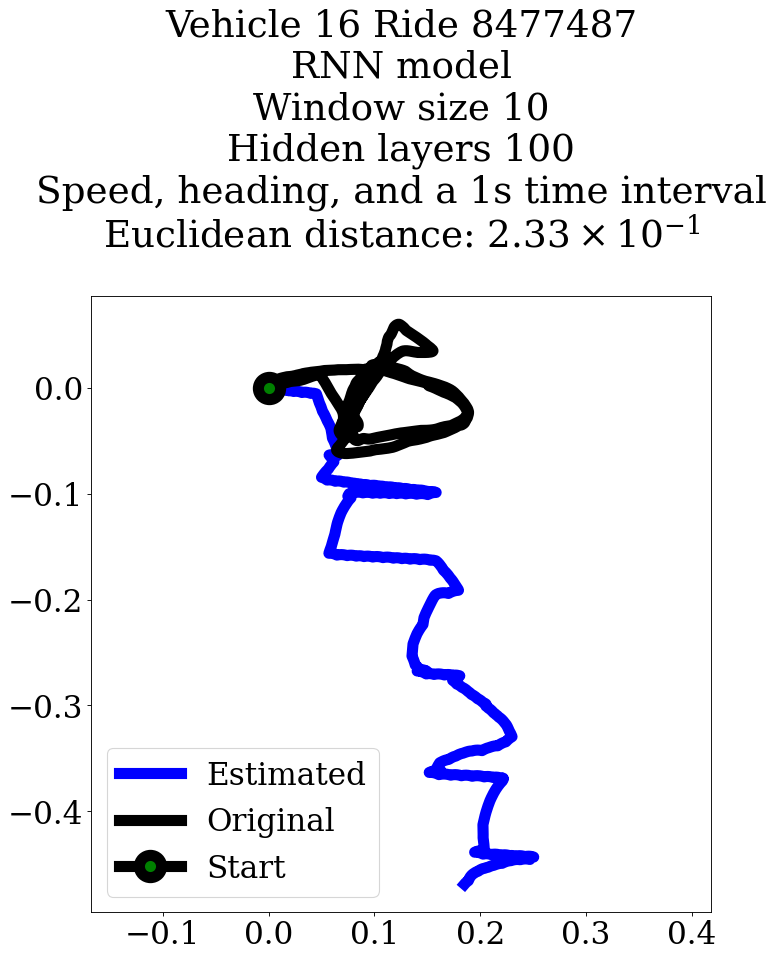 Vehicle 16 Ride 8477487
RNN model
Window size 10
Hidden layers 100
Speed, heading, and a 1s time interval
Euclidean distance: 2.33 × 10⁻¹
0.0
−0.1
−0.2
−0.3
−0.4
Estimated
Original
Start
−0.1 0.0 0.1 0.2 0.3 0.4